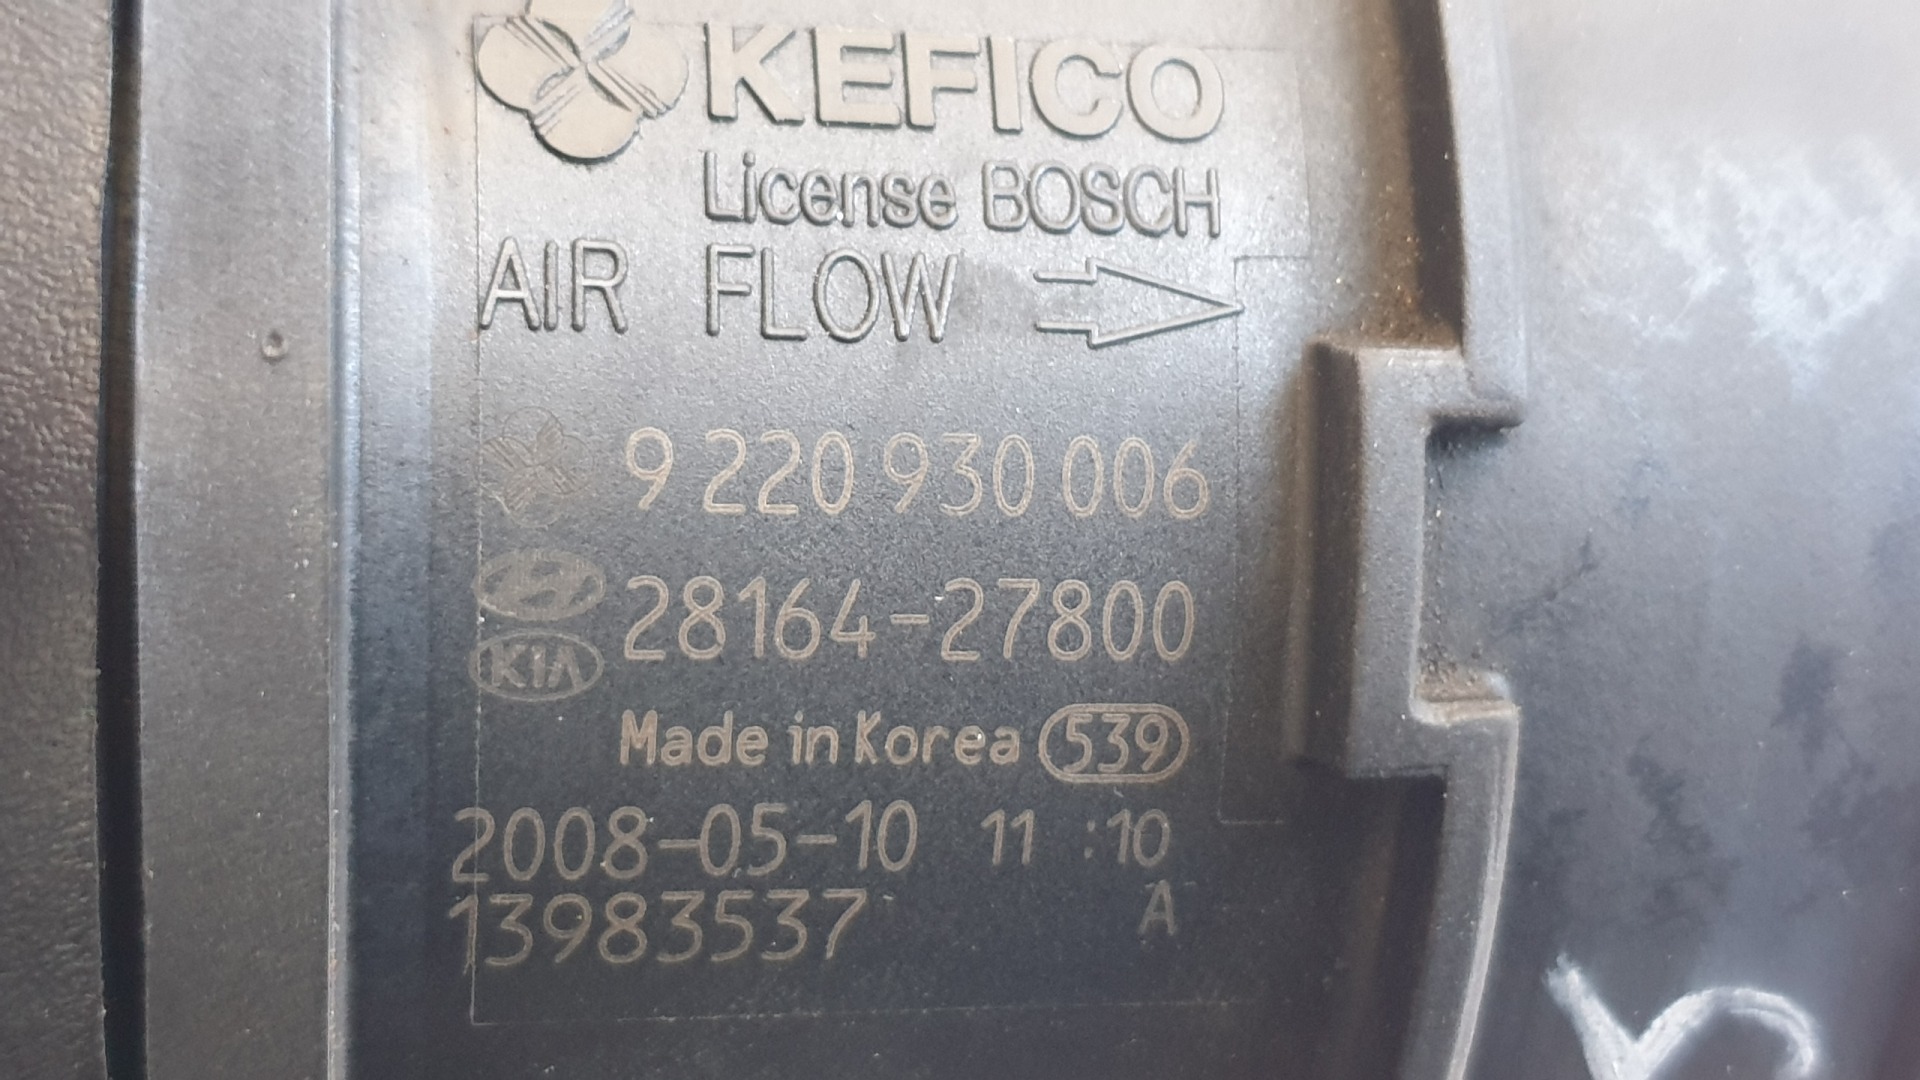 KEFICO
License BOSCH
AIR FLOW
9 220 930 006
28164-27800
KIA
Made in Korea 539
2008-05-10 11 :10
13983537 A